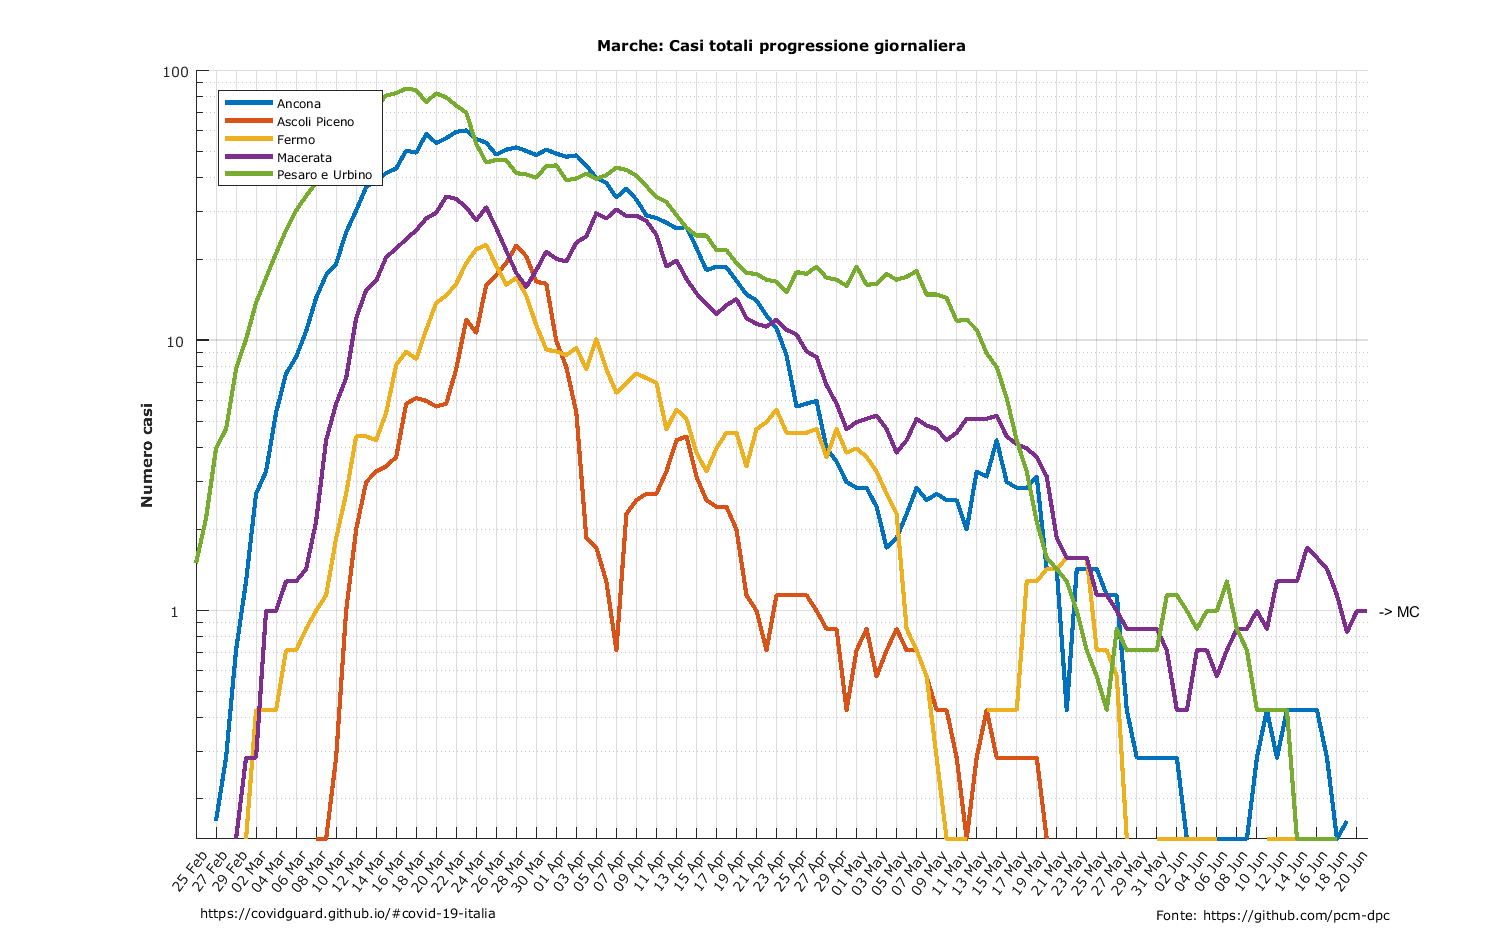 Marche: Casi totali progressione giornaliera
100
10
1
Numero casi
Ancona
Ascoli Piceno
Fermo
Macerata
Pesaro e Urbino
-> MC
25 Feb
27 Feb
29 Feb
02 Mar
04 Mar
06 Mar
08 Mar
10 Mar
12 Mar
14 Mar
16 Mar
18 Mar
20 Mar
22 Mar
24 Mar
26 Mar
28 Mar
30 Mar
01 Apr
03 Apr
05 Apr
07 Apr
09 Apr
11 Apr
13 Apr
15 Apr
17 Apr
19 Apr
21 Apr
23 Apr
25 Apr
27 Apr
29 Apr
01 May
03 May
05 May
07 May
09 May
11 May
13 May
15 May
17 May
19 May
21 May
23 May
25 May
27 May
29 May
31 May
02 Jun
04 Jun
06 Jun
08 Jun
10 Jun
12 Jun
14 Jun
16 Jun
18 Jun
20 Jun
https://covidguard.github.io/#covid-19-italia
Fonte: https://github.com/pcm-dpc